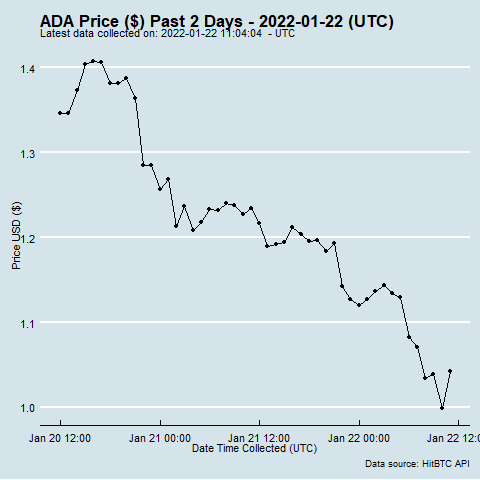 ADA Price ($) Past 2 Days - 2022-01-22 (UTC)
Latest data collected on: 2022-01-22 11:04:04 - UTC
1.4
1.3
1.2
1.1
1.0
Price USD ($)
Jan 20 12:00 Jan 21 00:00 Jan 21 12:00 Jan 22 00:00 Jan 22 12:00
Date Time Collected (UTC)
Data source: HitBTC API